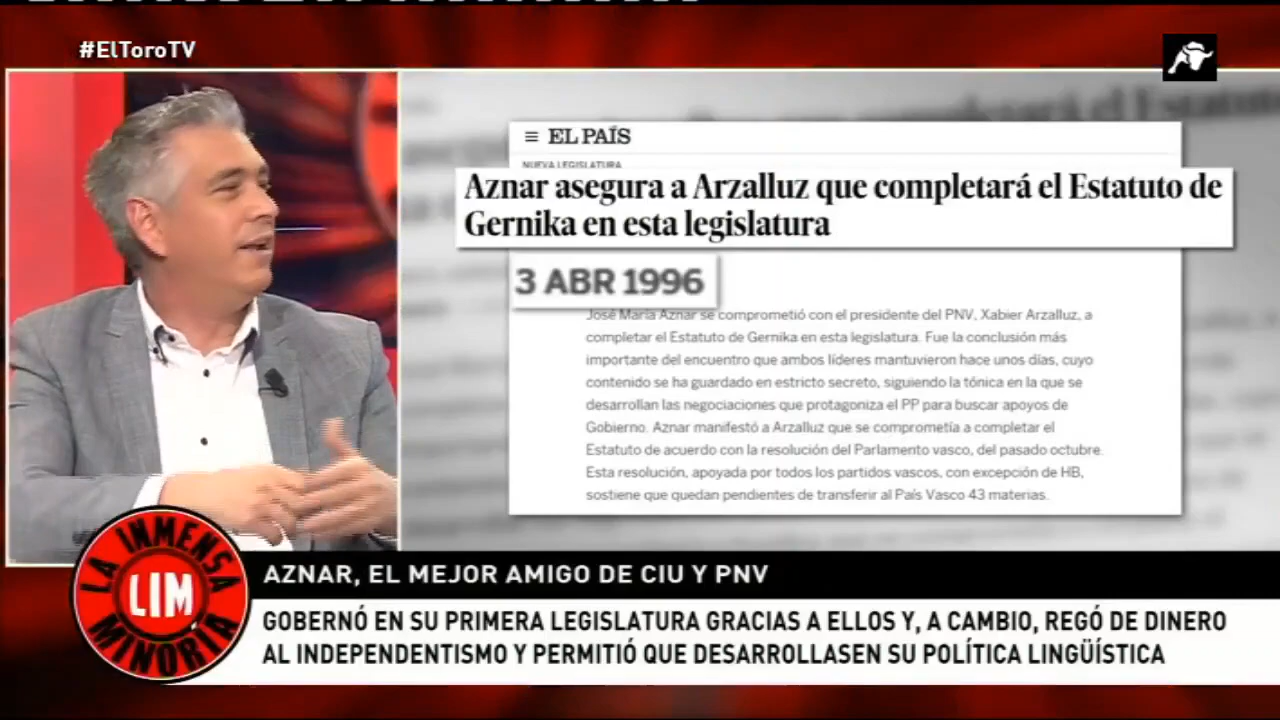 #ElToroTV
EL PAÍS
NUEVA LEGISLATURA
Aznar asegura a Arzalluz que completará el Estatuto de
Gernika en esta legislatura
3 ABR 1996
José María Aznar se comprometió con el presidente del PNV, Xabier Arzalluz, a
completar el Estatuto de Gernika en esta legislatura. Fue la conclusión más
importante del encuentro que ambos líderes mantuvieron hace unos días, cuyo
contenido se ha guardado en estricto secreto, siguiendo la tónica en la que se
desarrollan las negociaciones que protagoniza el PP para buscar apoyos de
Gobierno. Aznar manifestó a Arzalluz que se comprometía a completar el
Estatuto de acuerdo con la resolución del Parlamento vasco, del pasado octubre.
Esta resolución, apoyada por todos los partidos vascos, con excepción de HB,
sostiene que quedan pendientes de transferir al País Vasco 43 materias.
LA INMENSA
LIM
MINORÍA
AZNAR, EL MEJOR AMIGO DE CIU Y PNV
GOBERNÓ EN SU PRIMERA LEGISLATURA GRACIAS A ELLOS Y, A CAMBIO, REGÓ DE DINERO
AL INDEPENDENTISMO Y PERMITIÓ QUE DESARROLLASEN SU POLÍTICA LINGÜÍSTICA